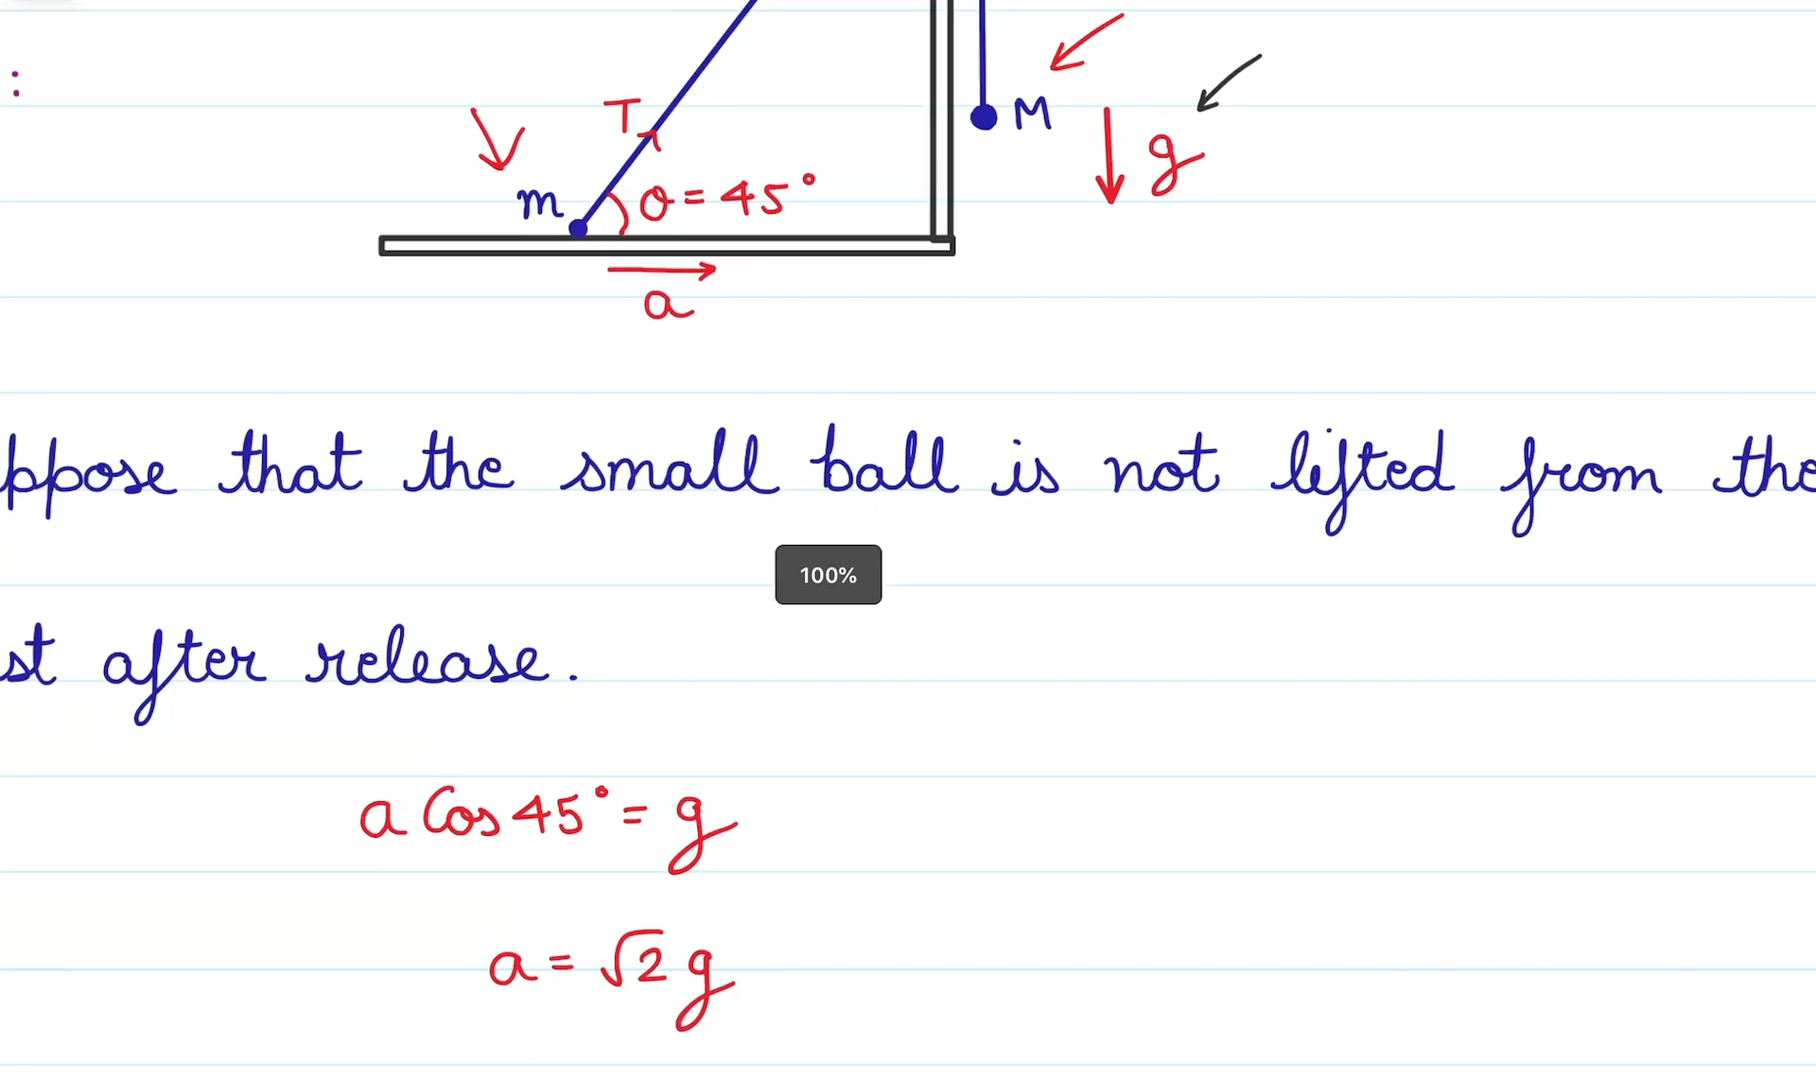 :
T
M
g
m
θ = 45°
a
ppose that the small ball is not lifted from the
100%
st after release.
a Cos 45° = g
a = √2 g